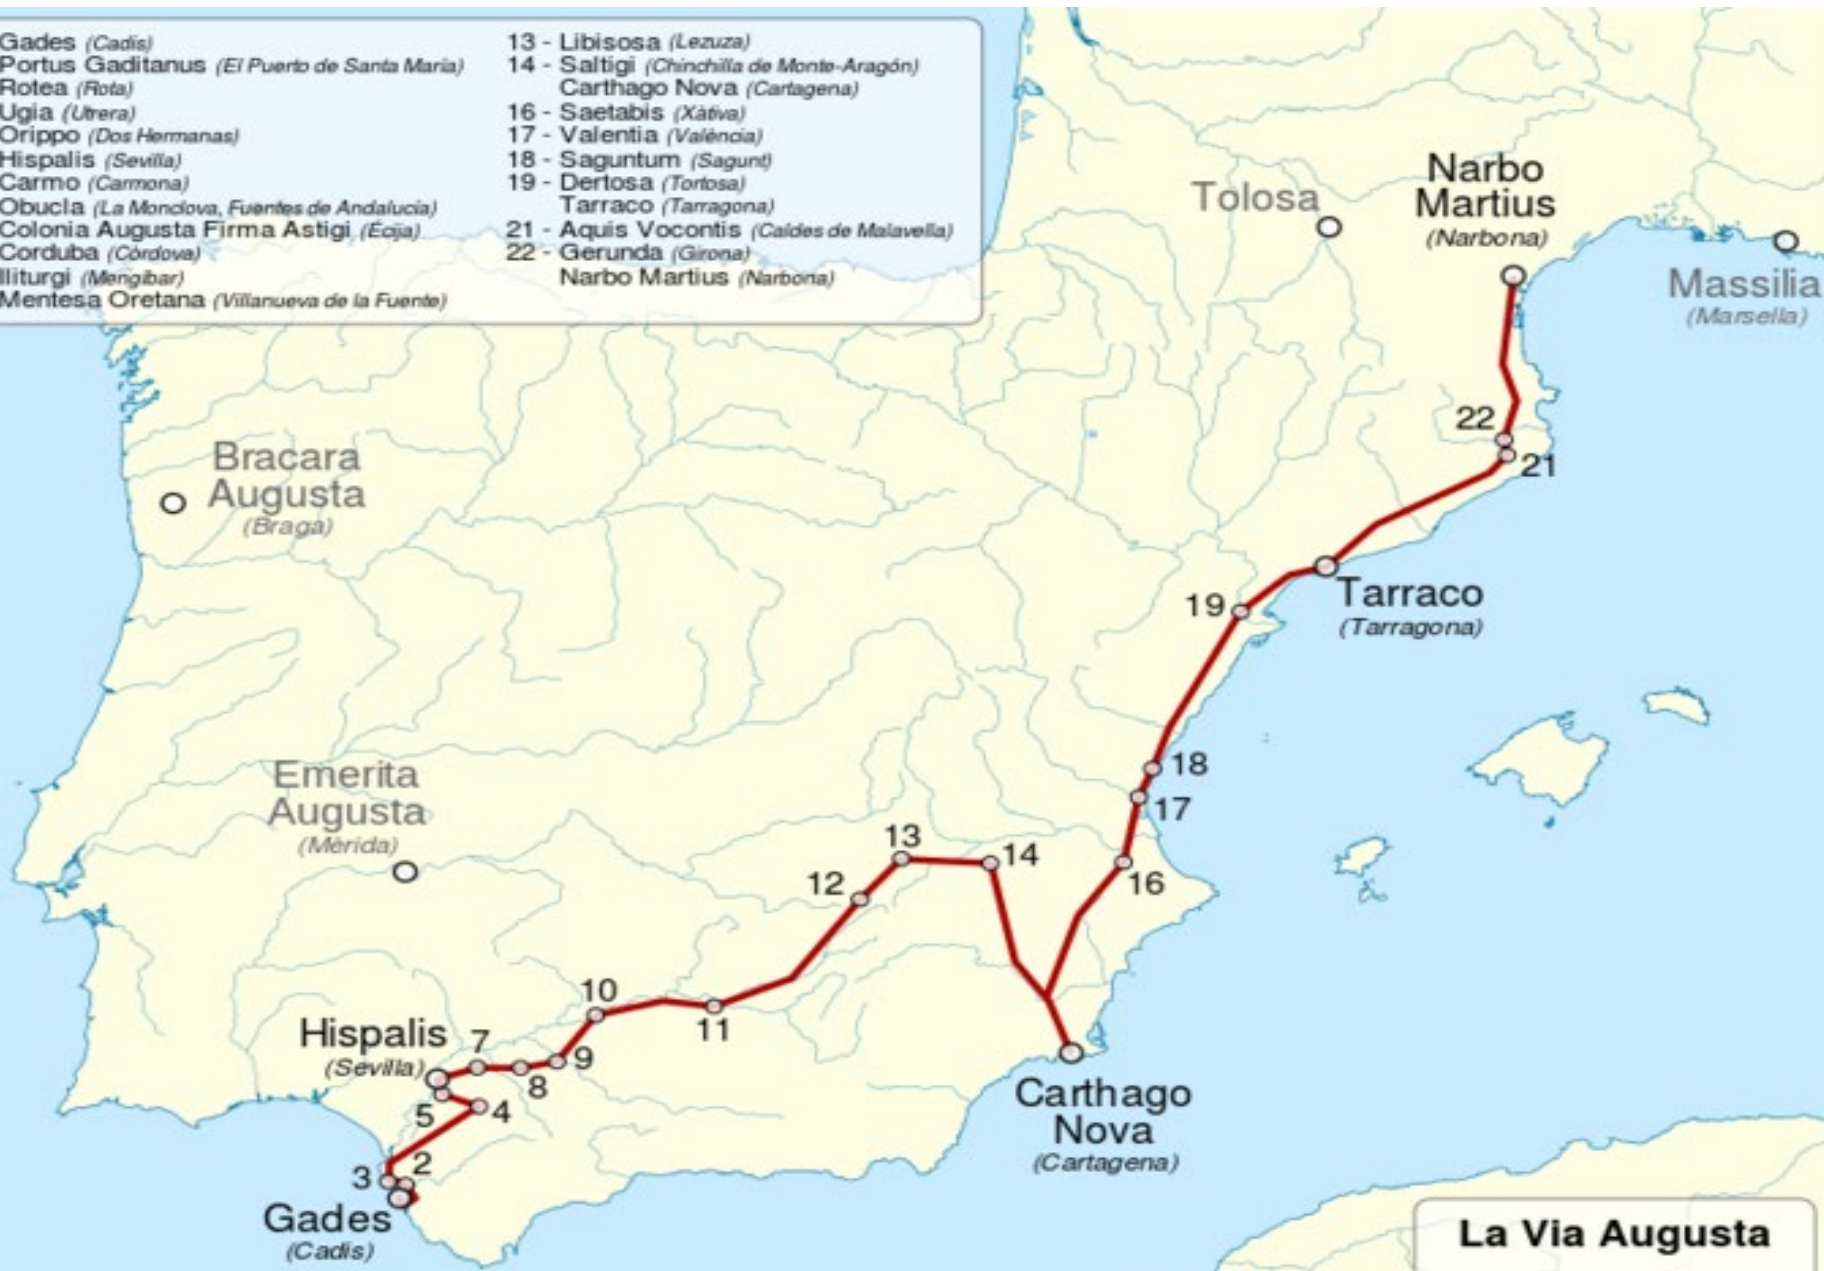 Gades (Cadis)
Portus Gaditanus (El Puerto de Santa María)
Rotea (Rota)
Ugia (Utrera)
Orippo (Dos Hermanas)
Hispalis (Sevilla)
Carmo (Carmona)
Obucla (La Monclova, Fuentes de Andalucía)
Colonia Augusta Firma Astigi (Écija)
Corduba (Còrdova)
Iliturgi (Mengíbar)
Mentesa Oretana (Villanueva de la Fuente)
13 - Libisosa (Lezuza)
14 - Saltigi (Chinchilla de Monte-Aragón)
Carthago Nova (Cartagena)
16 - Saetabis (Xàtiva)
17 - Valentia (València)
18 - Saguntum (Sagunt)
19 - Dertosa (Tortosa)
Tarraco (Tarragona)
21 - Aquis Vocontis (Caldes de Malavella)
22 - Gerunda (Girona)
Narbo Martius (Narbona)
Tolosa
Narbo
Martius
(Narbona)
Massilia
(Marsella)
22
21
Bracara
Augusta
(Braga)
19
Tarraco
(Tarragona)
18
17
Emerita
Augusta
(Mèrida)
13
14
12
16
10
11
Hispalis
(Sevilla)
7
9
8
5
4
Carthago
Nova
(Cartagena)
2
3
Gades
(Cadis)
La Via Augusta